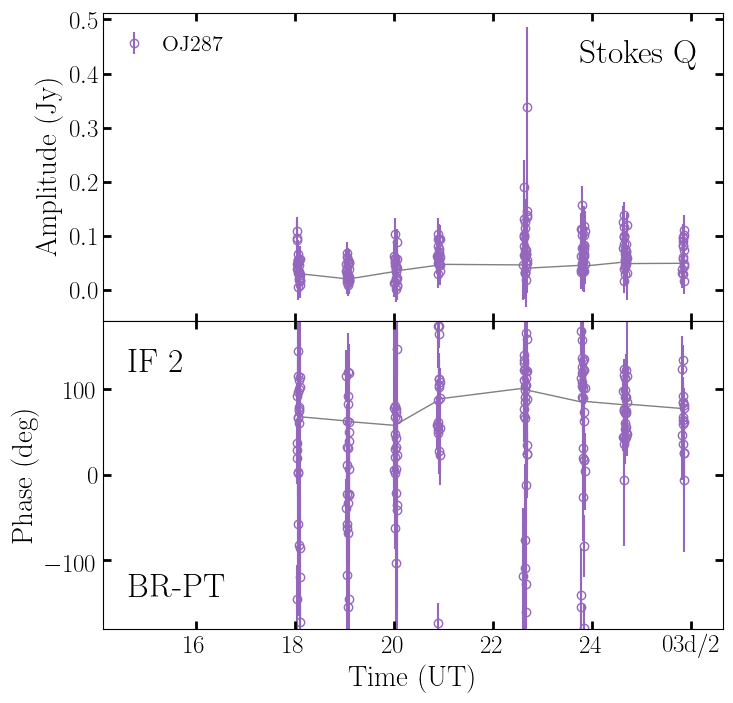 0.5
OJ287
Stokes Q
0.4
0.3
0.2
0.1
0.0
Amplitude (Jy)
IF 2
100
0
−100
Phase (deg)
BR-PT
16 18 20 22 24 03d/2
Time (UT)